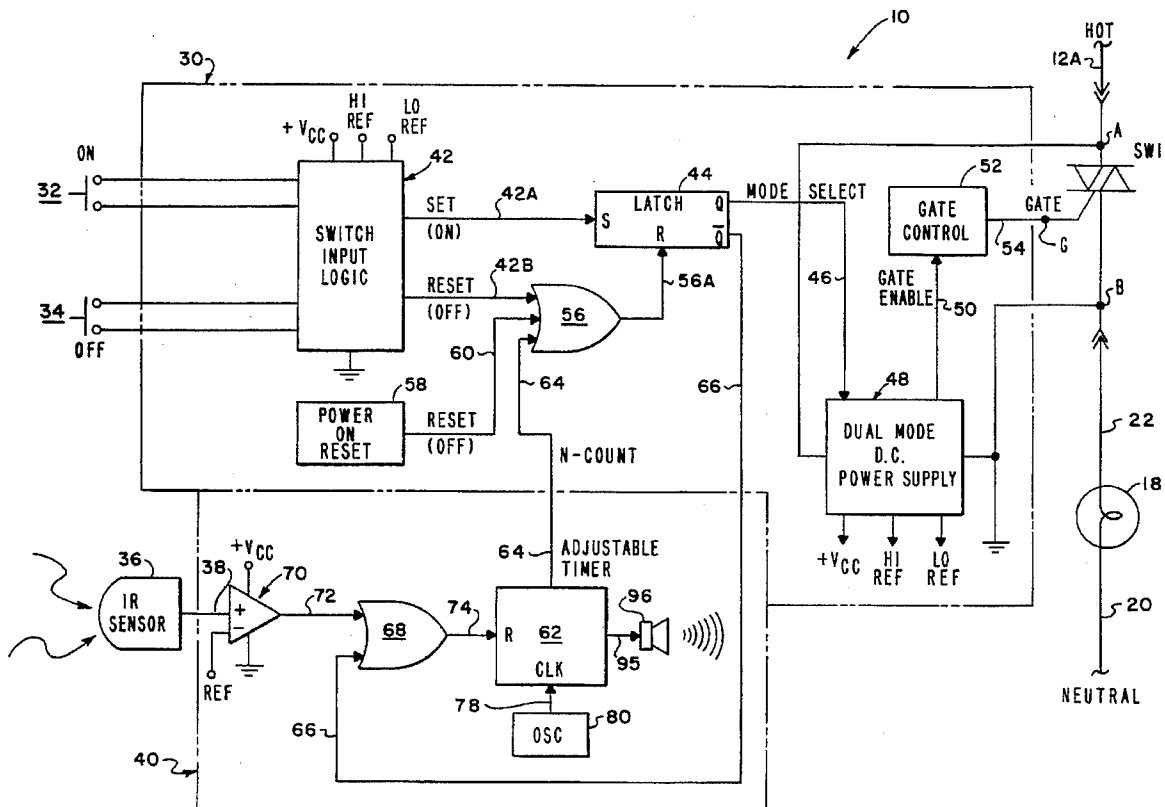 10
HOT
12A
30
HI REF
LO REF
+ VCC
ON
32
42
A
SW1
SET
(ON)
42A
44
LATCH
S
R
Q
Q̅
MODE SELECT
52
GATE CONTROL
GATE
54
G
SWITCH INPUT LOGIC
RESET
(OFF)
42B
56
56A
46
GATE ENABLE
50
B
34
OFF
60
64
66
58
POWER ON RESET
RESET
(OFF)
48
DUAL MODE D.C. POWER SUPPLY
22
18
N-COUNT
+VCC
HI REF
LO REF
36
IR SENSOR
38
+VCC
70
+
−
REF
72
68
74
64
ADJUSTABLE TIMER
R
62
CLK
96
95
20
NEUTRAL
78
OSC
80
66
40